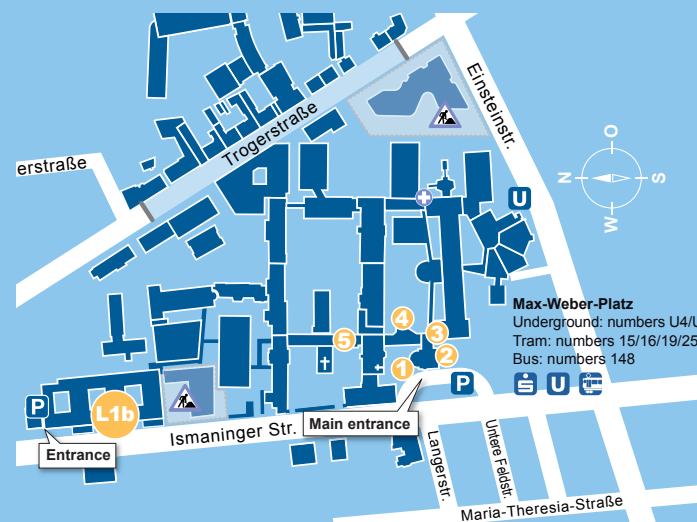 Einsteinstr.
Trogerstraße
erstraße
O
N
S
W
U
Max-Weber-Platz
Underground: numbers U4/U
Tram: numbers 15/16/19/25
Bus: numbers 148
S U
4
3
5
2
1
P
P
L1b
Main entrance
Ismaninger Str.
Entrance
Langerstr.
Untere Feldstr.
Maria-Theresia-Straße